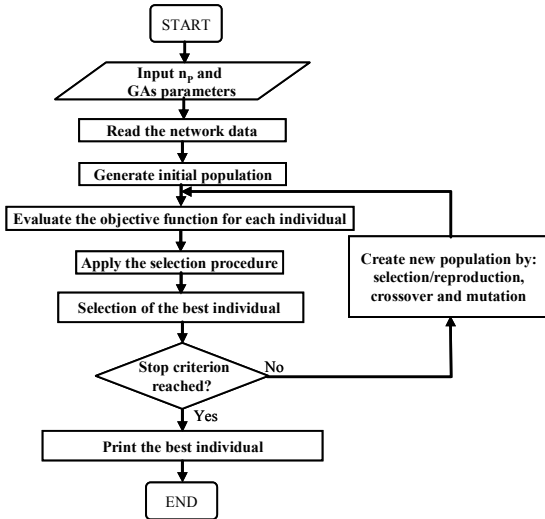 START
Input nP and
GAs parameters
Read the network data
Generate initial population
Evaluate the objective function for each individual
Apply the selection procedure
Selection of the best individual
Create new population by:
selection/reproduction,
crossover and mutation
Stop criterion
reached?
No
Yes
Print the best individual
END